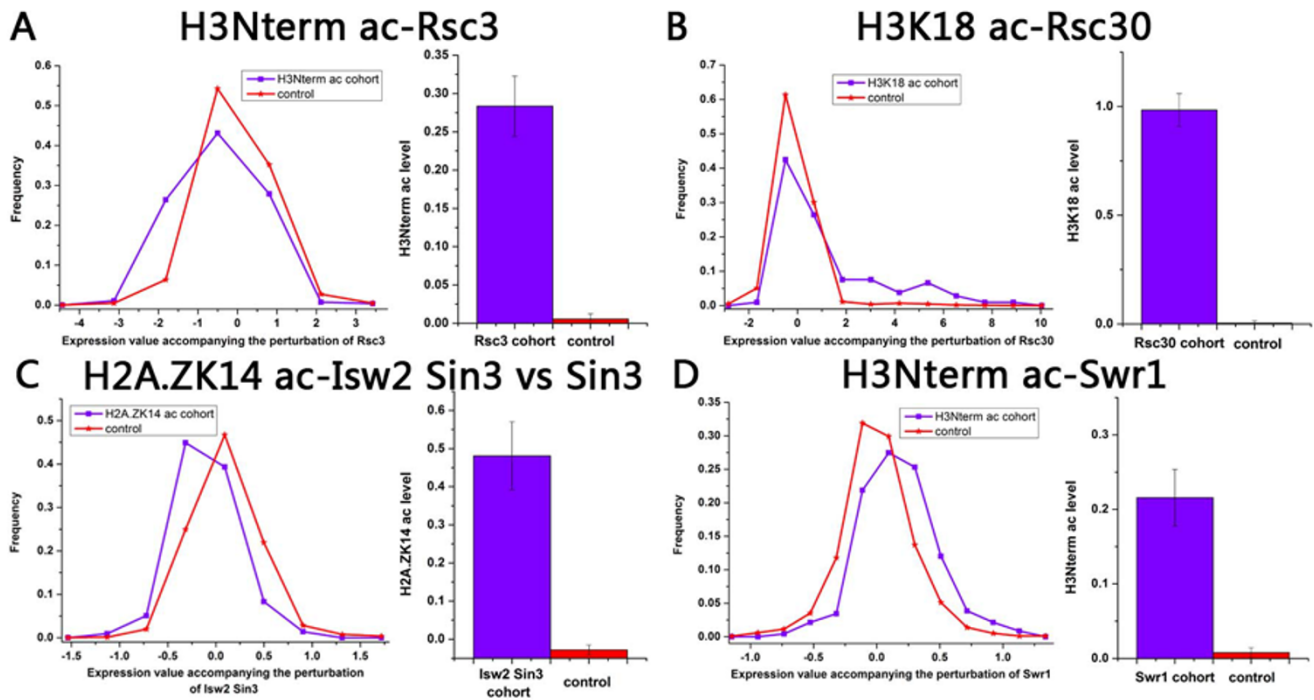 A
H3Nterm ac-Rsc3
H3Nterm ac cohort
control
Frequency
0.6
0.5
0.4
0.3
0.2
0.1
0.0
-4 -3 -2 -1 0 1 2 3
Expression value accompanying the perturbation of Rsc3
H3Nterm ac level
0.35
0.30
0.25
0.20
0.15
0.10
0.05
0.00
Rsc3 cohort control
B
H3K18 ac-Rsc30
H3K18 ac cohort
control
Frequency
0.7
0.6
0.5
0.4
0.3
0.2
0.1
0.0
-2 0 2 4 6 8 10
Expression value accompanying the perturbation of Rsc30
H3K18 ac level
1.0
0.5
0.0
Rsc30 cohort control
C
H2A.ZK14 ac-Isw2 Sin3 vs Sin3
H2A.ZK14 ac cohort
control
Frequency
0.5
0.4
0.3
0.2
0.1
0.0
-1.5 -1.0 -0.5 0.0 0.5 1.0 1.5
Expression value accompanying the perturbation
of Isw2 Sin3
H2A.ZK14 ac level
0.6
0.5
0.4
0.3
0.2
0.1
0.0
Isw2 Sin3 control
cohort
D
H3Nterm ac-Swr1
H3Nterm ac cohort
control
Frequency
0.35
0.30
0.25
0.20
0.15
0.10
0.05
0.00
-1.0 -0.5 0.0 0.5 1.0
Expression value accompanying the perturbation of Swr1
H3Nterm ac level
0.3
0.2
0.1
0.0
Swr1 cohort control